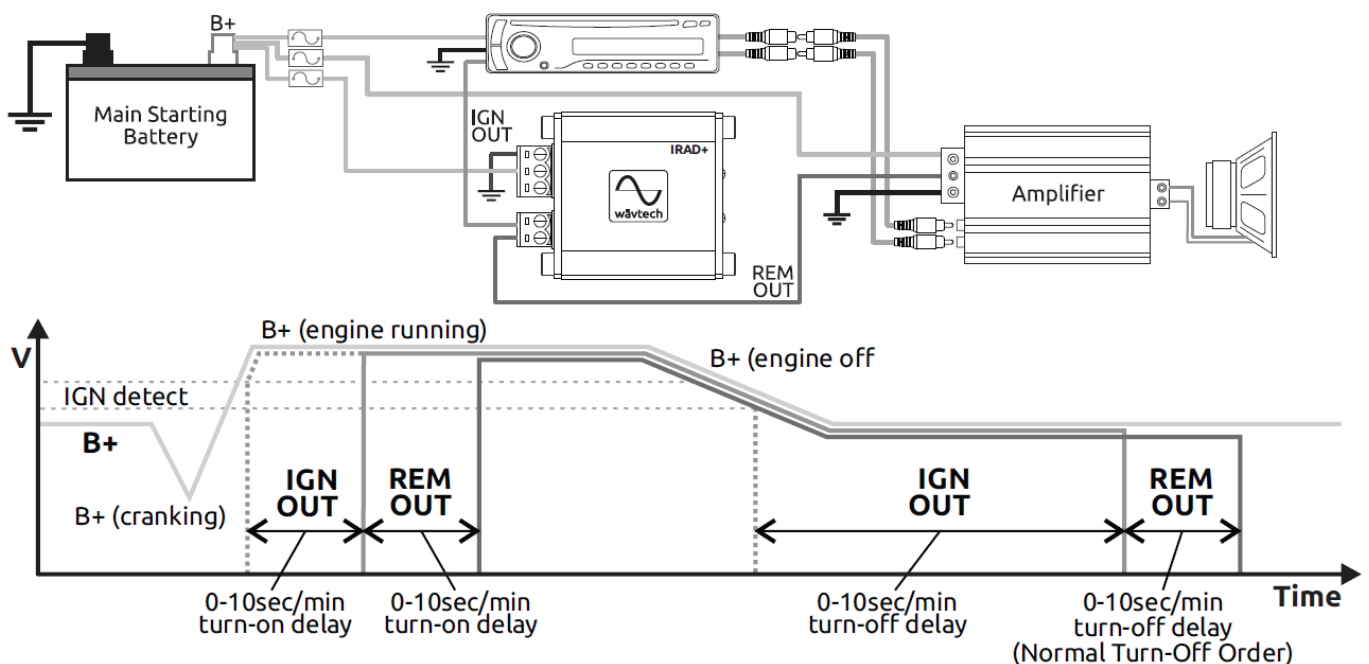 B+
Main Starting
Battery
IGN
OUT
IRAD+
wāvtech
REM
OUT
Amplifier
V
B+ (engine running)
B+ (engine off
IGN detect
B+
B+ (cranking)
IGN
OUT
REM
OUT
IGN
OUT
REM
OUT
0-10sec/min
turn-on delay
0-10sec/min
turn-on delay
0-10sec/min
turn-off delay
0-10sec/min
turn-off delay
(Normal Turn-Off Order)
Time